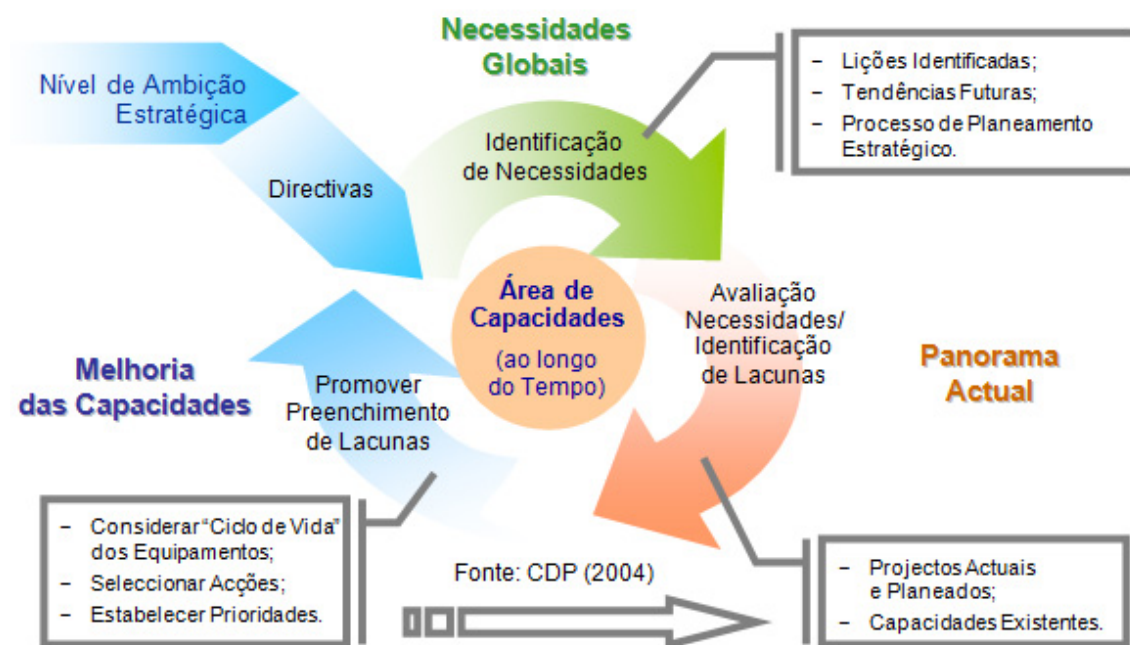 Necessidades
Globais
Nível de Ambição
Estratégica
Directivas
Identificação
de Necessidades
– Lições Identificadas;
– Tendências Futuras;
– Processo de Planeamento
Estratégico.
Área de
Capacidades
(ao longo
do Tempo)
Avaliação
Necessidades/
Identificação
de Lacunas
Panorama
Actual
Melhoria
das Capacidades
Promover
Preenchimento
de Lacunas
– Considerar “Ciclo de Vida”
dos Equipamentos;
– Seleccionar Acções;
– Estabelecer Prioridades.
Fonte: CDP (2004)
– Projectos Actuais
e Planeados;
– Capacidades Existentes.